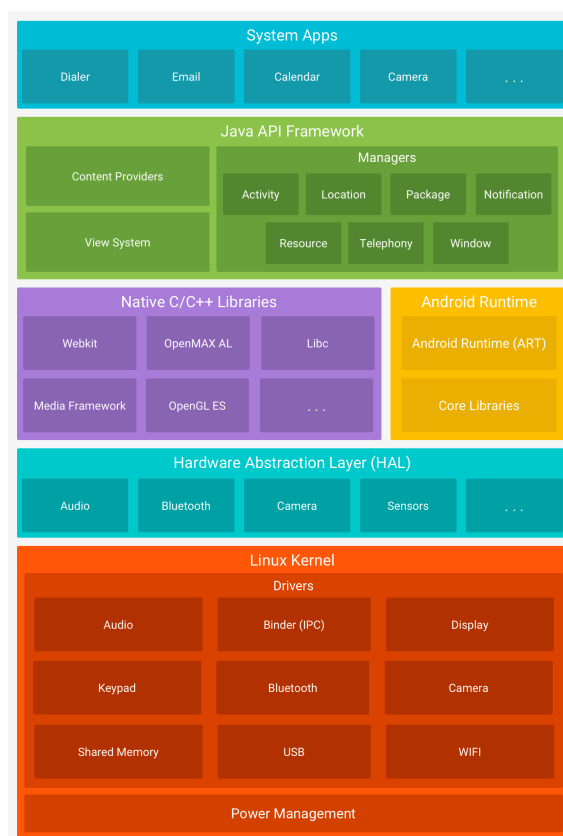 System Apps
Dialer
Email
Calendar
Camera
. . .
Java API Framework
Content Providers
View System
Managers
Activity
Location
Package
Notification
Resource
Telephony
Window
Native C/C++ Libraries
Webkit
OpenMAX AL
Libc
Media Framework
OpenGL ES
. . .
Android Runtime
Android Runtime (ART)
Core Libraries
Hardware Abstraction Layer (HAL)
Audio
Bluetooth
Camera
Sensors
. . .
Linux Kernel
Drivers
Audio
Binder (IPC)
Display
Keypad
Bluetooth
Camera
Shared Memory
USB
WIFI
Power Management